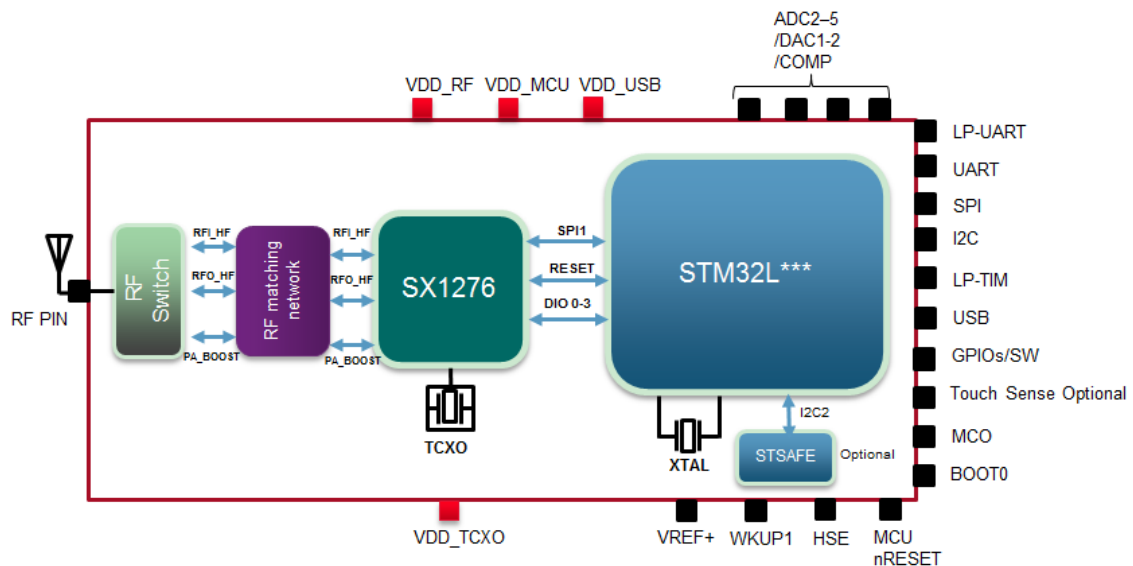 ADC2–5
/DAC1-2
/COMP
VDD_RF
VDD_MCU
VDD_USB
LP-UART
UART
SPI
I2C
LP-TIM
USB
GPIOs/SW
Touch Sense Optional
MCO
BOOT0
RF PIN
RF
Switch
RFI_HF
RFO_HF
PA_BOOST
RF matching
network
RFI_HF
RFO_HF
PA_BOOST
SX1276
SPI1
RESET
DIO 0-3
STM32L***
TCXO
XTAL
I2C2
STSAFE
Optional
VDD_TCXO
VREF+
WKUP1
HSE
MCU
nRESET